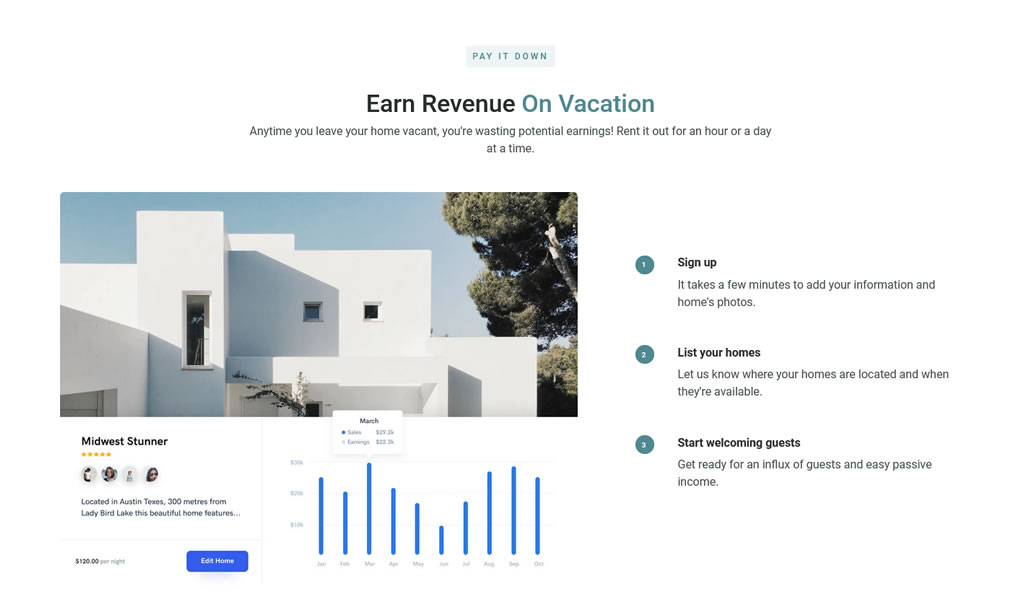 PAY IT DOWN
Earn Revenue On Vacation
Anytime you leave your home vacant, you're wasting potential earnings! Rent it out for an hour or a day
at a time.
1
Sign up
It takes a few minutes to add your information and
home's photos.
2
List your homes
Let us know where your homes are located and when
they're available.
3
Start welcoming guests
Get ready for an influx of guests and easy passive
income.
Midwest Stunner
Located in Austin Texes, 300 metres from
Lady Bird Lake this beautiful home features...
$120.00 per night
Edit Home
March
Sales $29.2k
Earnings $22.2k
$30k
$20k
$10k
Jan Feb Mar Apr May Jun Jul Aug Sep Oct